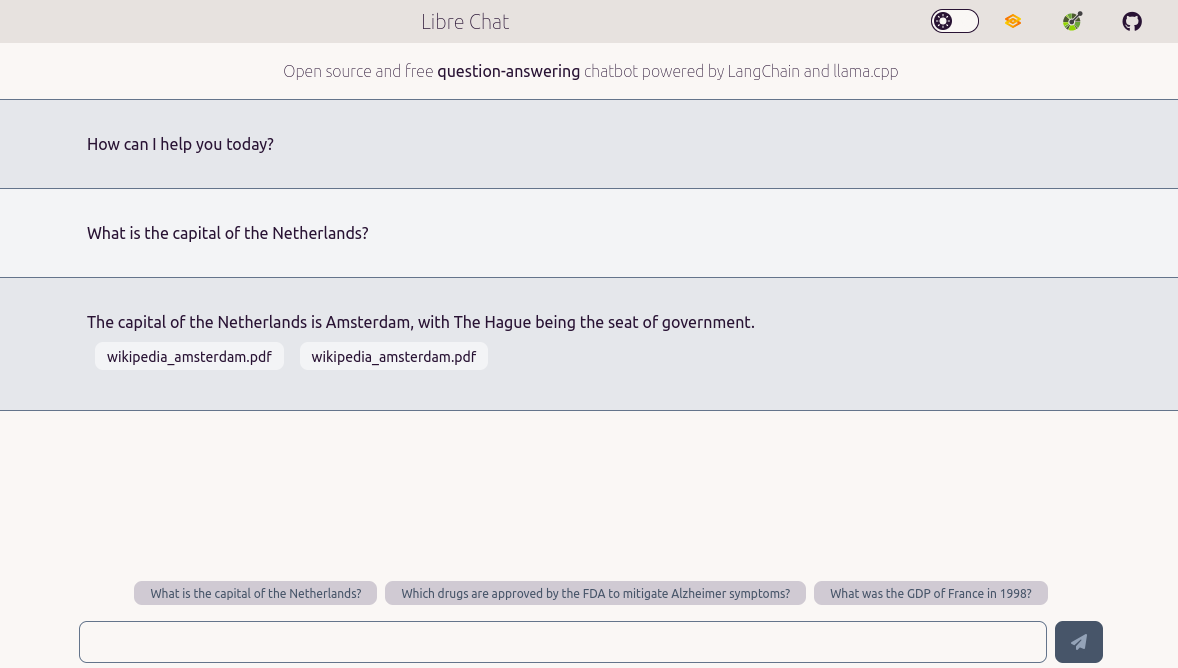 Libre Chat
Open source and free question-answering chatbot powered by LangChain and llama.cpp
How can I help you today?
What is the capital of the Netherlands?
The capital of the Netherlands is Amsterdam, with The Hague being the seat of government.
wikipedia_amsterdam.pdf wikipedia_amsterdam.pdf
What is the capital of the Netherlands? Which drugs are approved by the FDA to mitigate Alzheimer symptoms? What was the GDP of France in 1998?